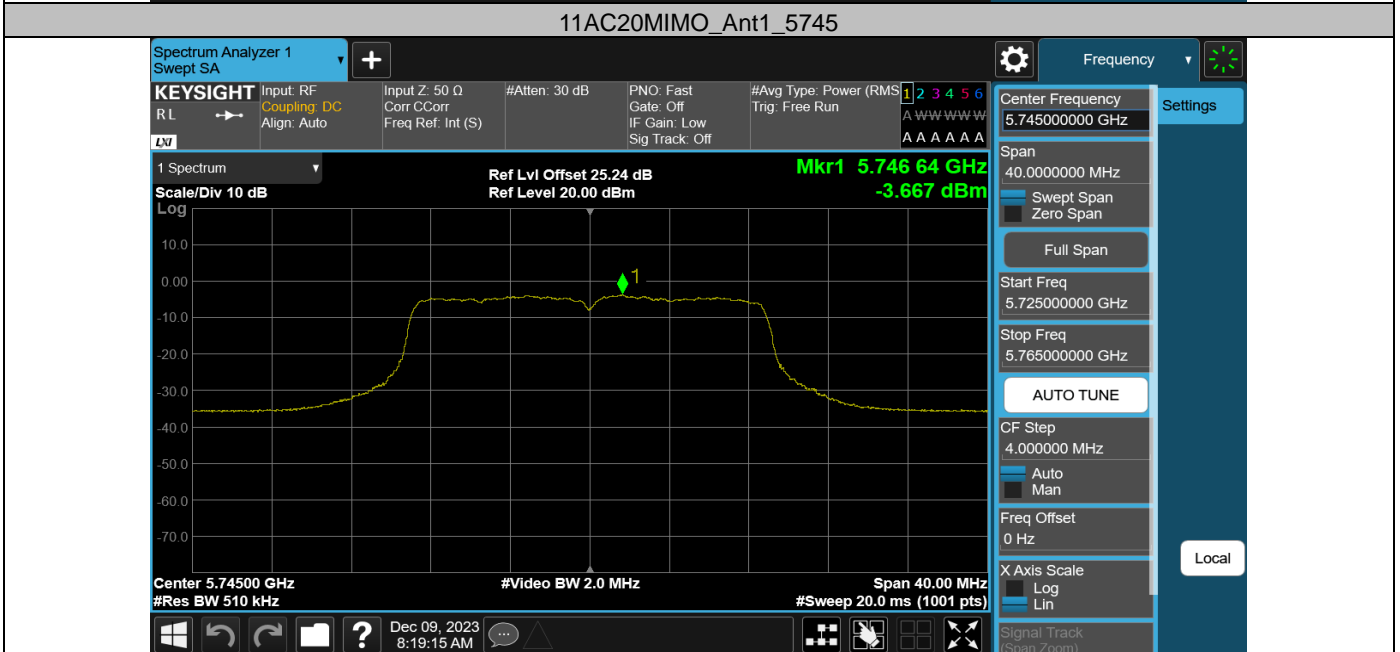 11AC20MIMO_Ant1_5745
Spectrum Analyzer 1
Swept SA
+
Frequency
KEYSIGHT
RL
LXI
Input: RF
Coupling: DC
Align: Auto
Input Z: 50 Ω
Corr CCorr
Freq Ref: Int (S)
#Atten: 30 dB
PNO: Fast
Gate: Off
IF Gain: Low
Sig Track: Off
#Avg Type: Power (RMS
Trig: Free Run
1 2 3 4 5 6
A W W W W W
A A A A A A
1 Spectrum
Scale/Div 10 dB
Log
Ref Lvl Offset 25.24 dB
Ref Level 20.00 dBm
Mkr1 5.746 64 GHz
-3.667 dBm
10.0
0.00
-10.0
-20.0
-30.0
-40.0
-50.0
-60.0
-70.0
1
Center 5.74500 GHz
#Res BW 510 kHz
#Video BW 2.0 MHz
Span 40.00 MHz
#Sweep 20.0 ms (1001 pts)
?
Dec 09, 2023
8:19:15 AM
Center Frequency
5.745000000 GHz
Settings
Span
40.0000000 MHz
Swept Span
Zero Span
Full Span
Start Freq
5.725000000 GHz
Stop Freq
5.765000000 GHz
AUTO TUNE
CF Step
4.000000 MHz
Auto
Man
Freq Offset
0 Hz
X Axis Scale
Log
Lin
Local
Signal Track
(Span Zoom)